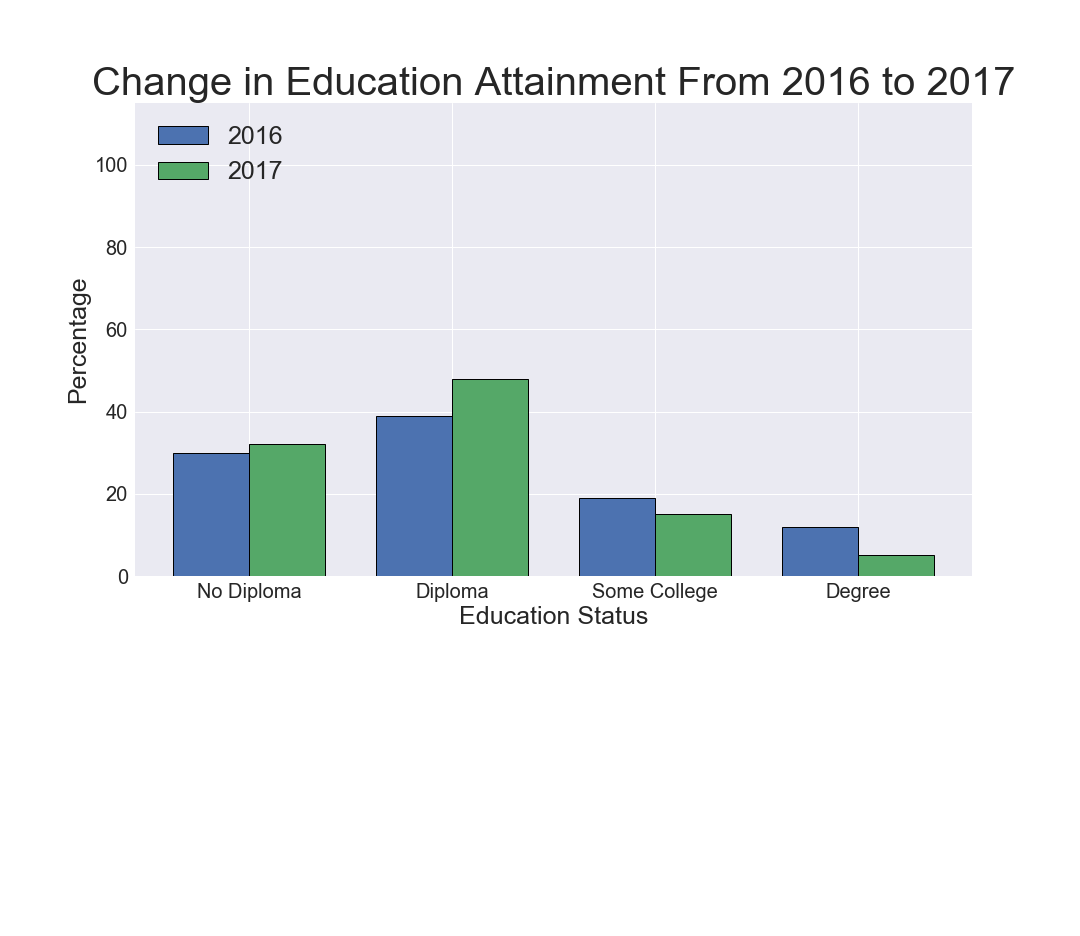 Change in Education Attainment From 2016 to 2017
2016
2017
100
80
60
40
20
0
Percentage
No Diploma Diploma Some College Degree
Education Status